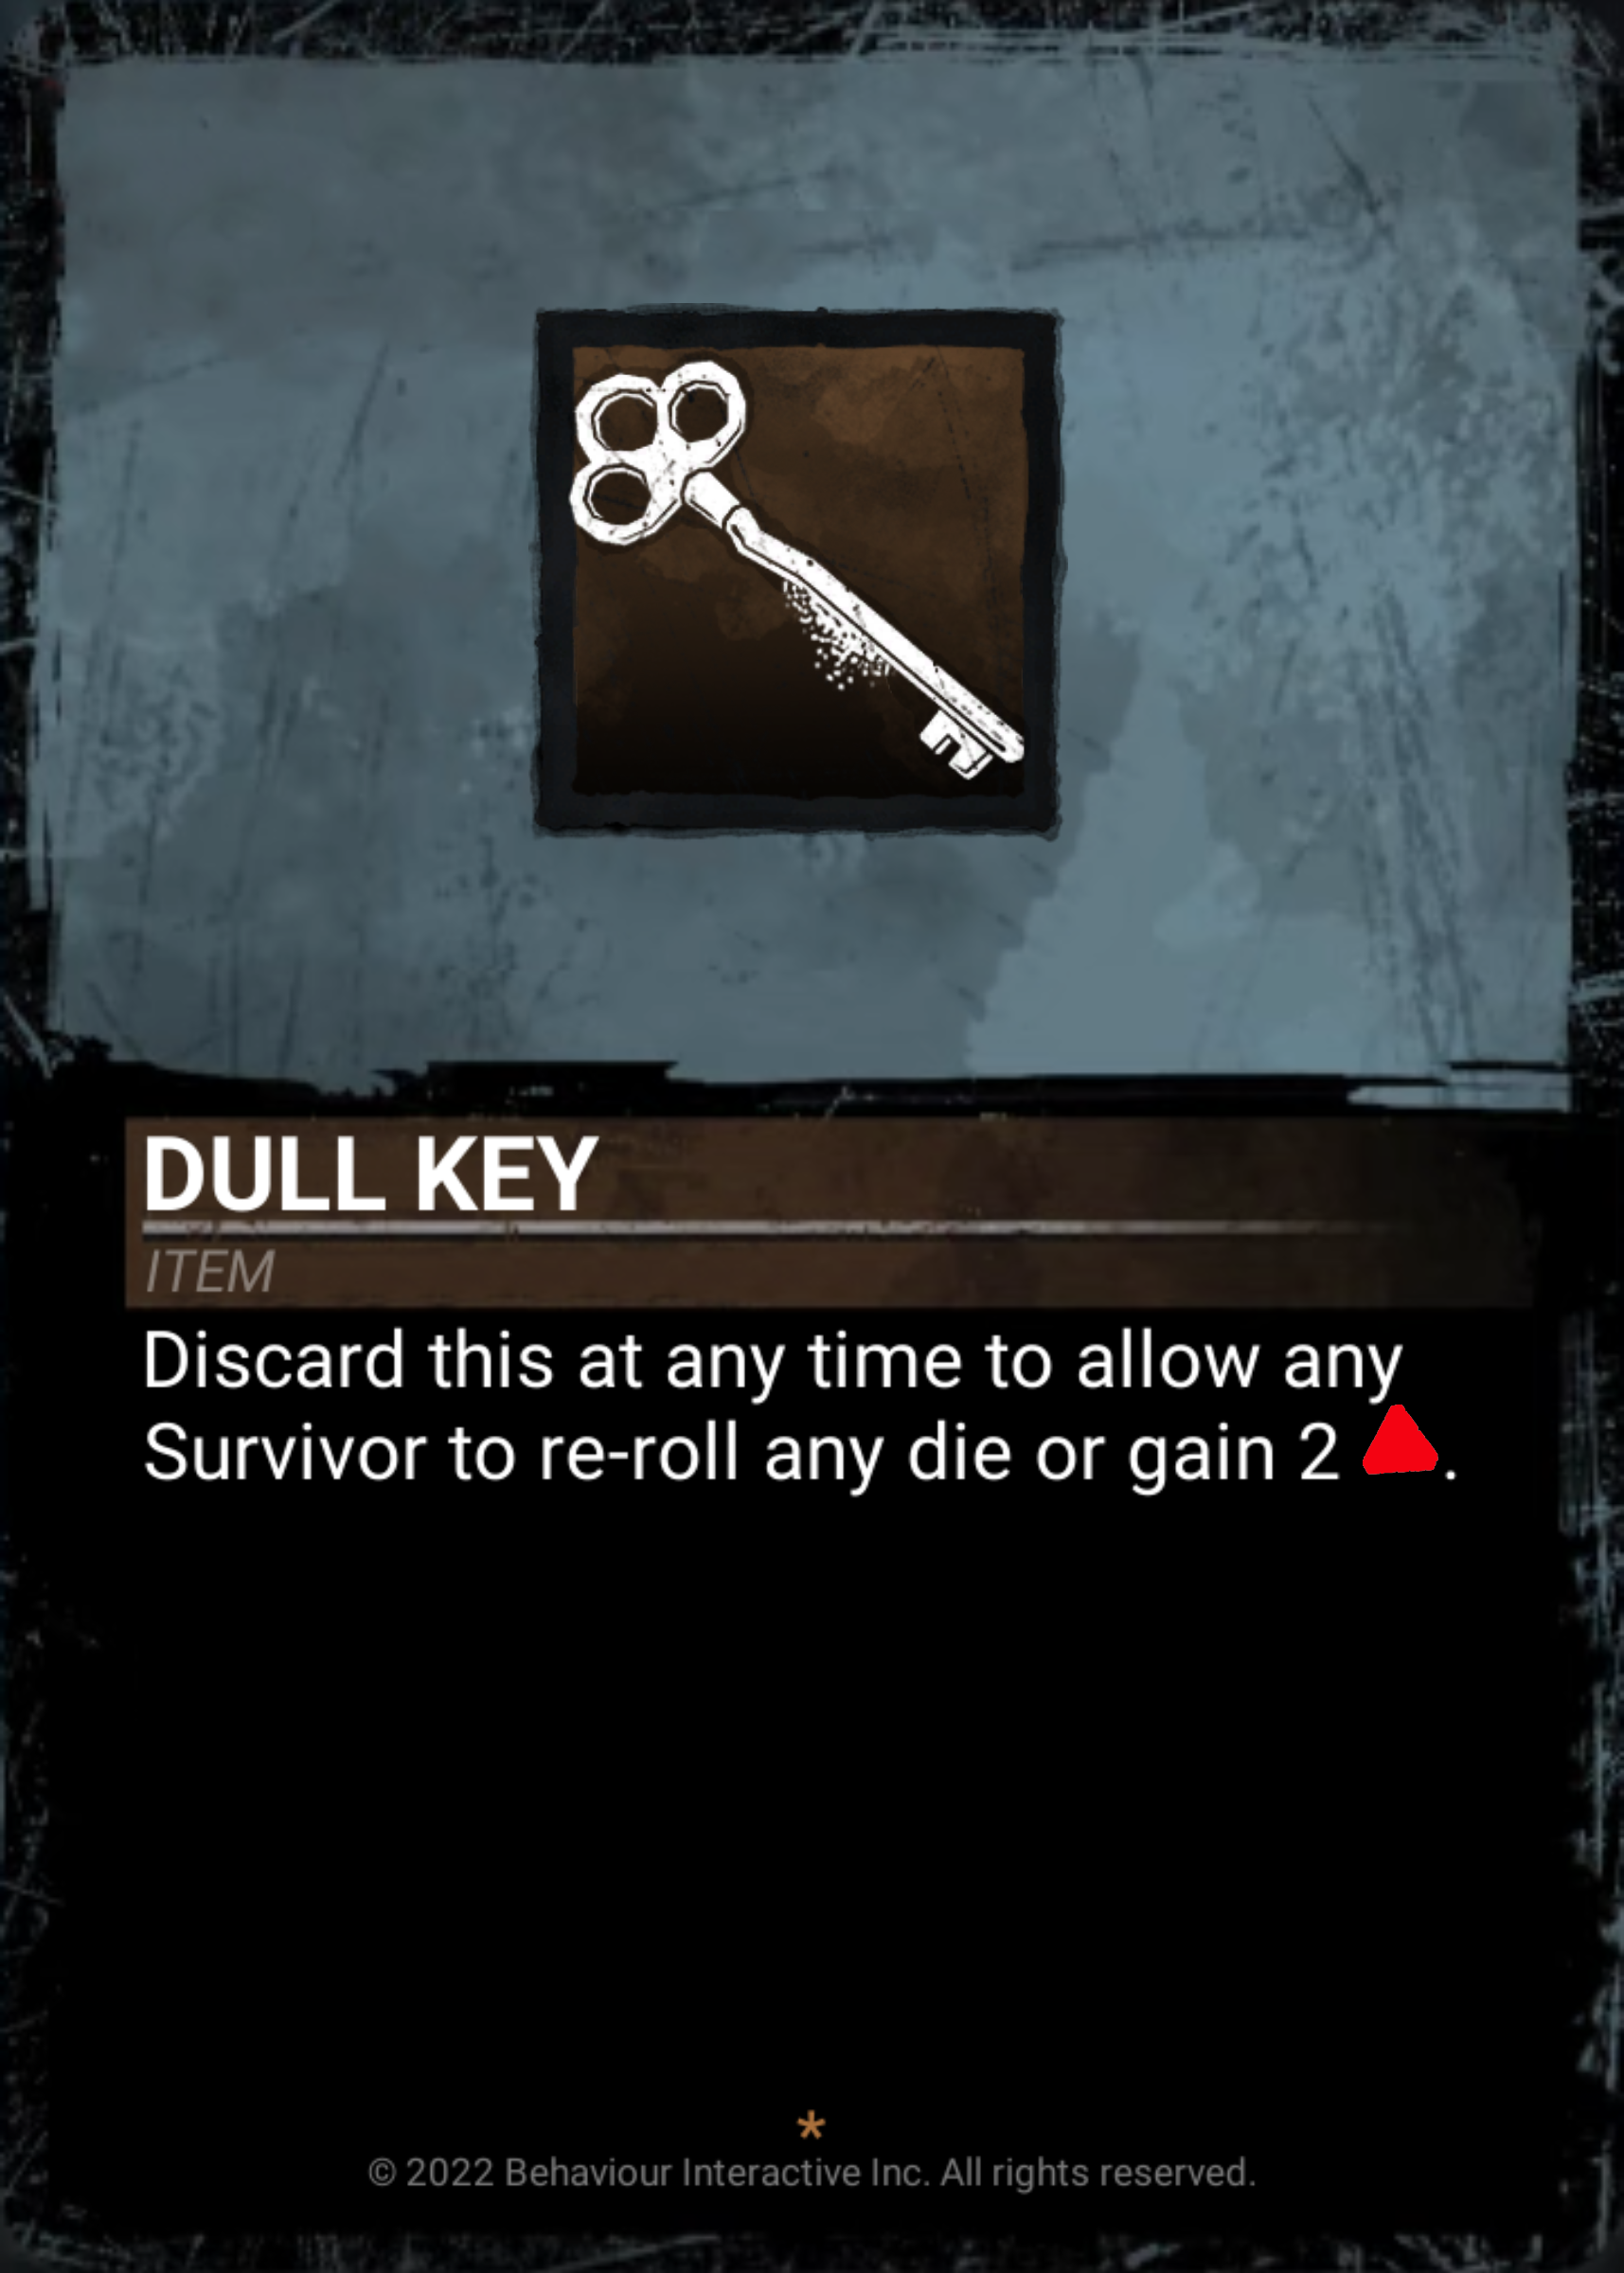 DULL KEY
ITEM
Discard this at any time to allow any
Survivor to re-roll any die or gain 2 .
*
© 2022 Behaviour Interactive Inc. All rights reserved.